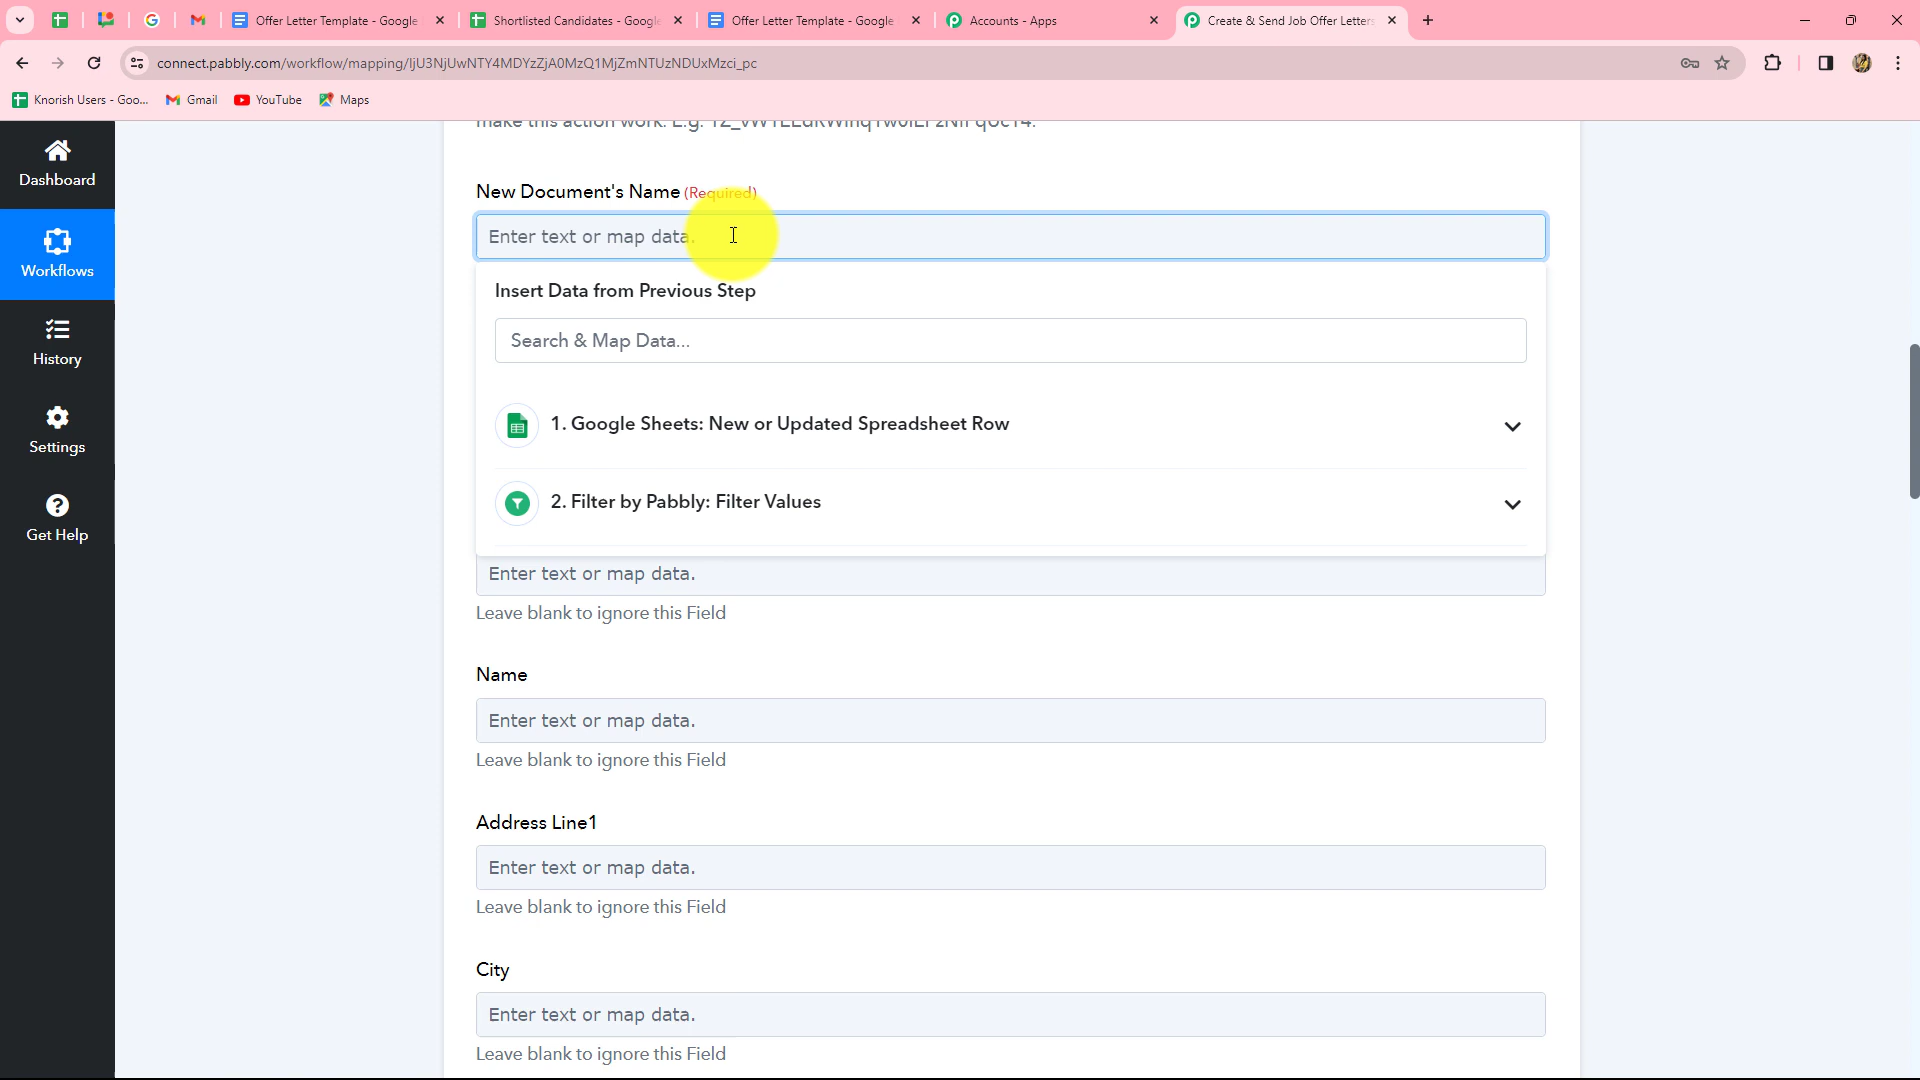 Offer Letter Template - Google
Shortlisted Candidates - Google
Offer Letter Template - Google
Accounts - Apps
Create & Send Job Offer Letters
connect.pabbly.com/workflow/mapping/IjU3NjUwNTY4MDYzZjA0MzQ1MjZmNTUzNDUxMzci_pc
Knorish Users - Goo...
Gmail
YouTube
Maps
Dashboard
Workflows
History
Settings
Get Help
make this action work. E.g.
New Document's Name (Required)
Enter text or map data.
Insert Data from Previous Step
Search & Map Data...
1. Google Sheets: New or Updated Spreadsheet Row
2. Filter by Pabbly: Filter Values
Enter text or map data.
Leave blank to ignore this Field
Name
Enter text or map data.
Leave blank to ignore this Field
Address Line1
Enter text or map data.
Leave blank to ignore this Field
City
Enter text or map data.
Leave blank to ignore this Field